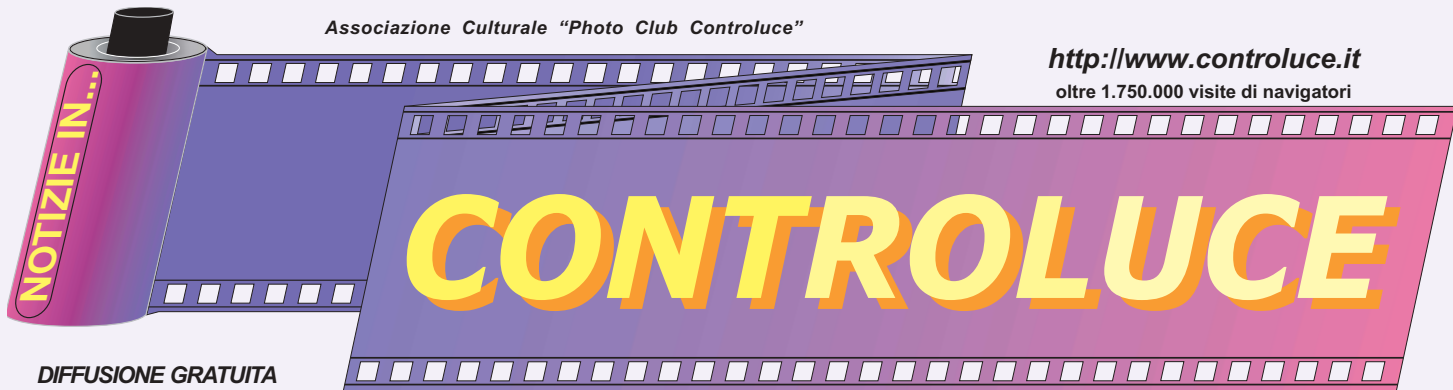 Associazione Culturale “Photo Club Controluce”
http://www.controluce.it
oltre 1.750.000 visite di navigatori
NOTIZIE IN...
CONTROLUCE
DIFFUSIONE GRATUITA